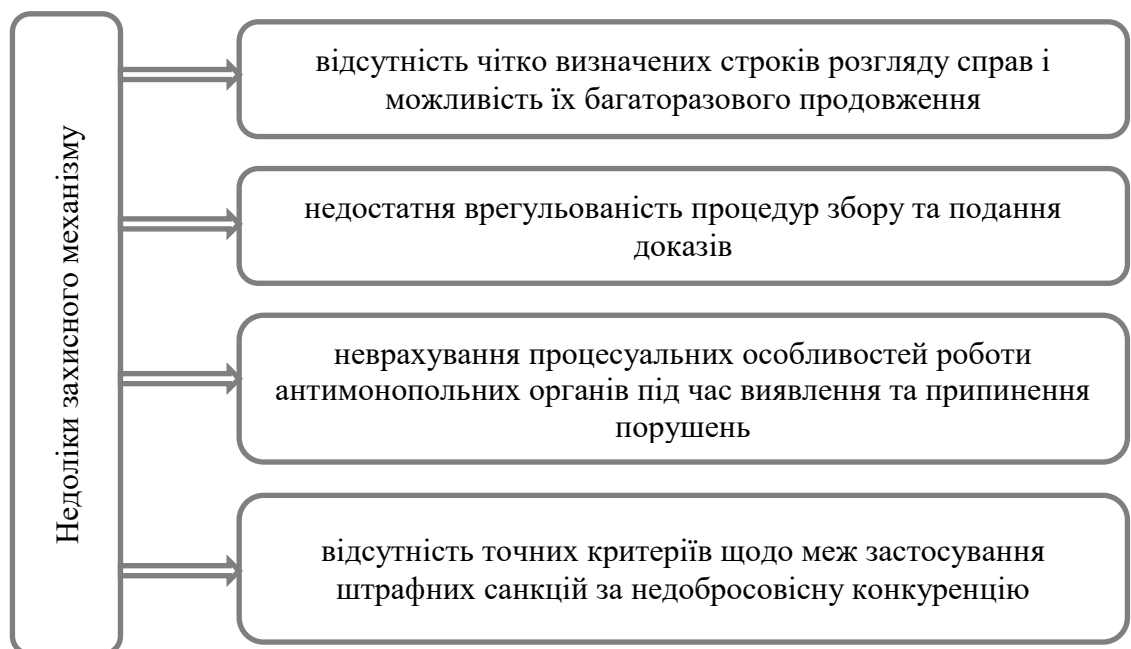 Недоліки захисного механізму
відсутність чітко визначених строків розгляду справ і
можливість їх багаторазового продовження
недостатня врегульованість процедур збору та подання
доказів
неврахування процесуальних особливостей роботи
антимонопольних органів під час виявлення та припинення
порушень
відсутність точних критеріїв щодо меж застосування
штрафних санкцій за недобросовісну конкуренцію